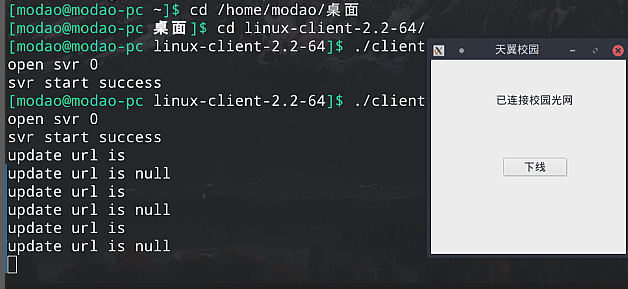 [modao@modao-pc ~]$ cd /home/modao/桌面
[modao@modao-pc 桌面]$ cd linux-client-2.2-64/
[modao@modao-pc linux-client-2.2-64]$ ./client
open svr 0
svr start success
[modao@modao-pc linux-client-2.2-64]$ ./client
open svr 0
svr start success
update url is
update url is null
update url is
update url is null
update url is
update url is null
天翼校园
已连接校园光网
下线